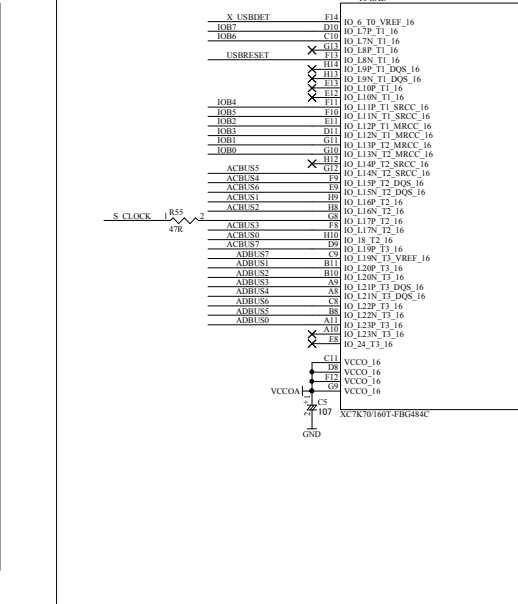 X_USBDET F14 IO_6_T0_VREF_16
IOB7 D10 IO_L7P_T1_16
IOB6 C10 IO_L7N_T1_16
G13 IO_L8P_T1_16
USBRESET F13 IO_L8N_T1_16
H14 IO_L9P_T1_DQS_16
H13 IO_L9N_T1_DQS_16
E13 IO_L10P_T1_16
E12 IO_L10N_T1_16
IOB4 F11 IO_L11P_T1_SRCC_16
IOB5 F10 IO_L11N_T1_SRCC_16
IOB2 E11 IO_L12P_T1_MRCC_16
IOB3 D11 IO_L12N_T1_MRCC_16
IOB1 G11 IO_L13P_T2_MRCC_16
IOB0 G10 IO_L13N_T2_MRCC_16
H12 IO_L14P_T2_SRCC_16
ACBUS5 G12 IO_L14N_T2_SRCC_16
ACBUS4 F9 IO_L15P_T2_DQS_16
ACBUS6 E9 IO_L15N_T2_DQS_16
ACBUS1 H9 IO_L16P_T2_16
ACBUS2 H8 IO_L16N_T2_16
S_CLOCK 1 R55 2 G8 IO_L17P_T2_16
47R
ACBUS3 F8 IO_L17N_T2_16
ACBUS0 H10 IO_18_T2_16
ACBUS7 D9 IO_L19P_T3_16
ADBUS7 C9 IO_L19N_T3_VREF_16
ADBUS1 B11 IO_L20P_T3_16
ADBUS2 B10 IO_L20N_T3_16
ADBUS3 A9 IO_L21P_T3_DQS_16
ADBUS4 A8 IO_L21N_T3_DQS_16
ADBUS6 C8 IO_L22P_T3_16
ADBUS5 B8 IO_L22N_T3_16
ADBUS0 A11 IO_L23P_T3_16
A10 IO_L23N_T3_16
E8 IO_24_T3_16
C11 VCCO_16
D8 VCCO_16
F12 VCCO_16
VCCOA G9 VCCO_16
+ 1 C5
2 107
XC7K70/160T-FBG484C
GND